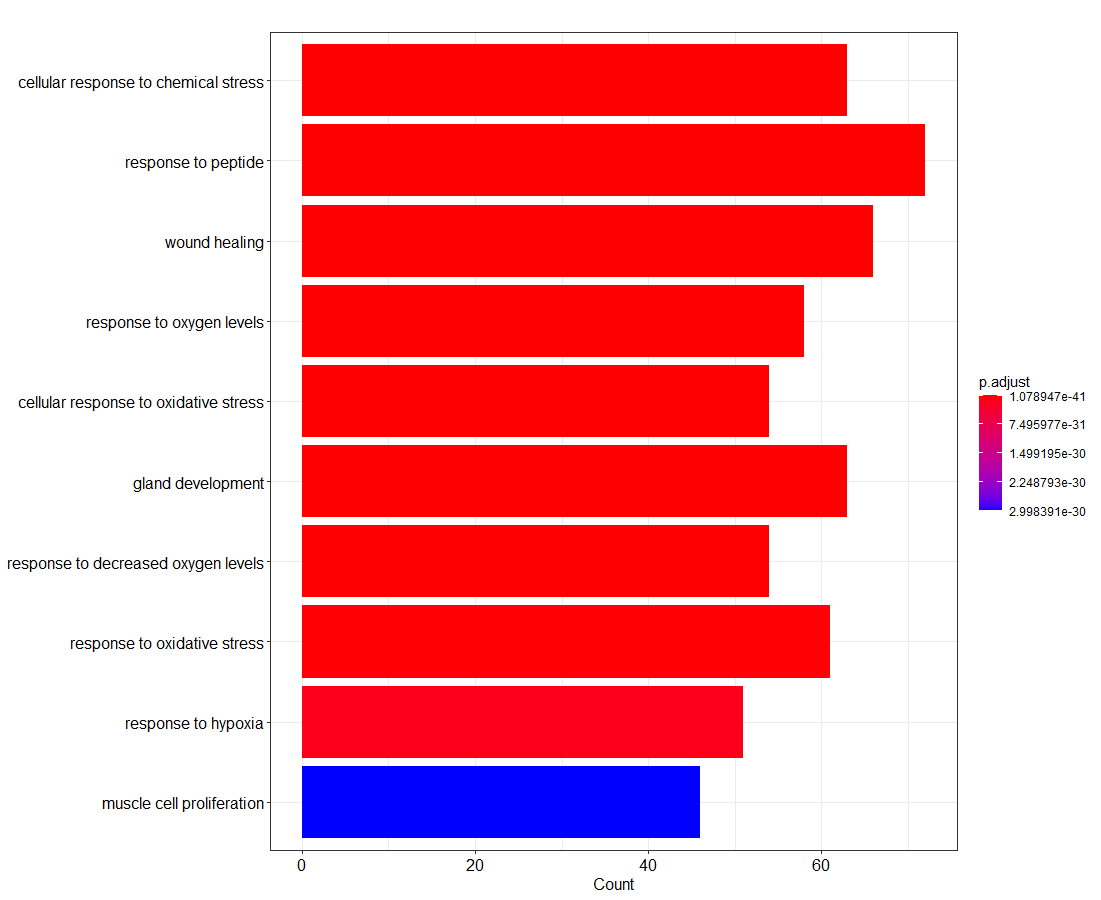 cellular response to chemical stress
response to peptide
wound healing
response to oxygen levels
cellular response to oxidative stress
gland development
response to decreased oxygen levels
response to oxidative stress
response to hypoxia
muscle cell proliferation
0 20 40 60
Count
p.adjust
1.078947e-41
7.495977e-31
1.499195e-30
2.248793e-30
2.998391e-30